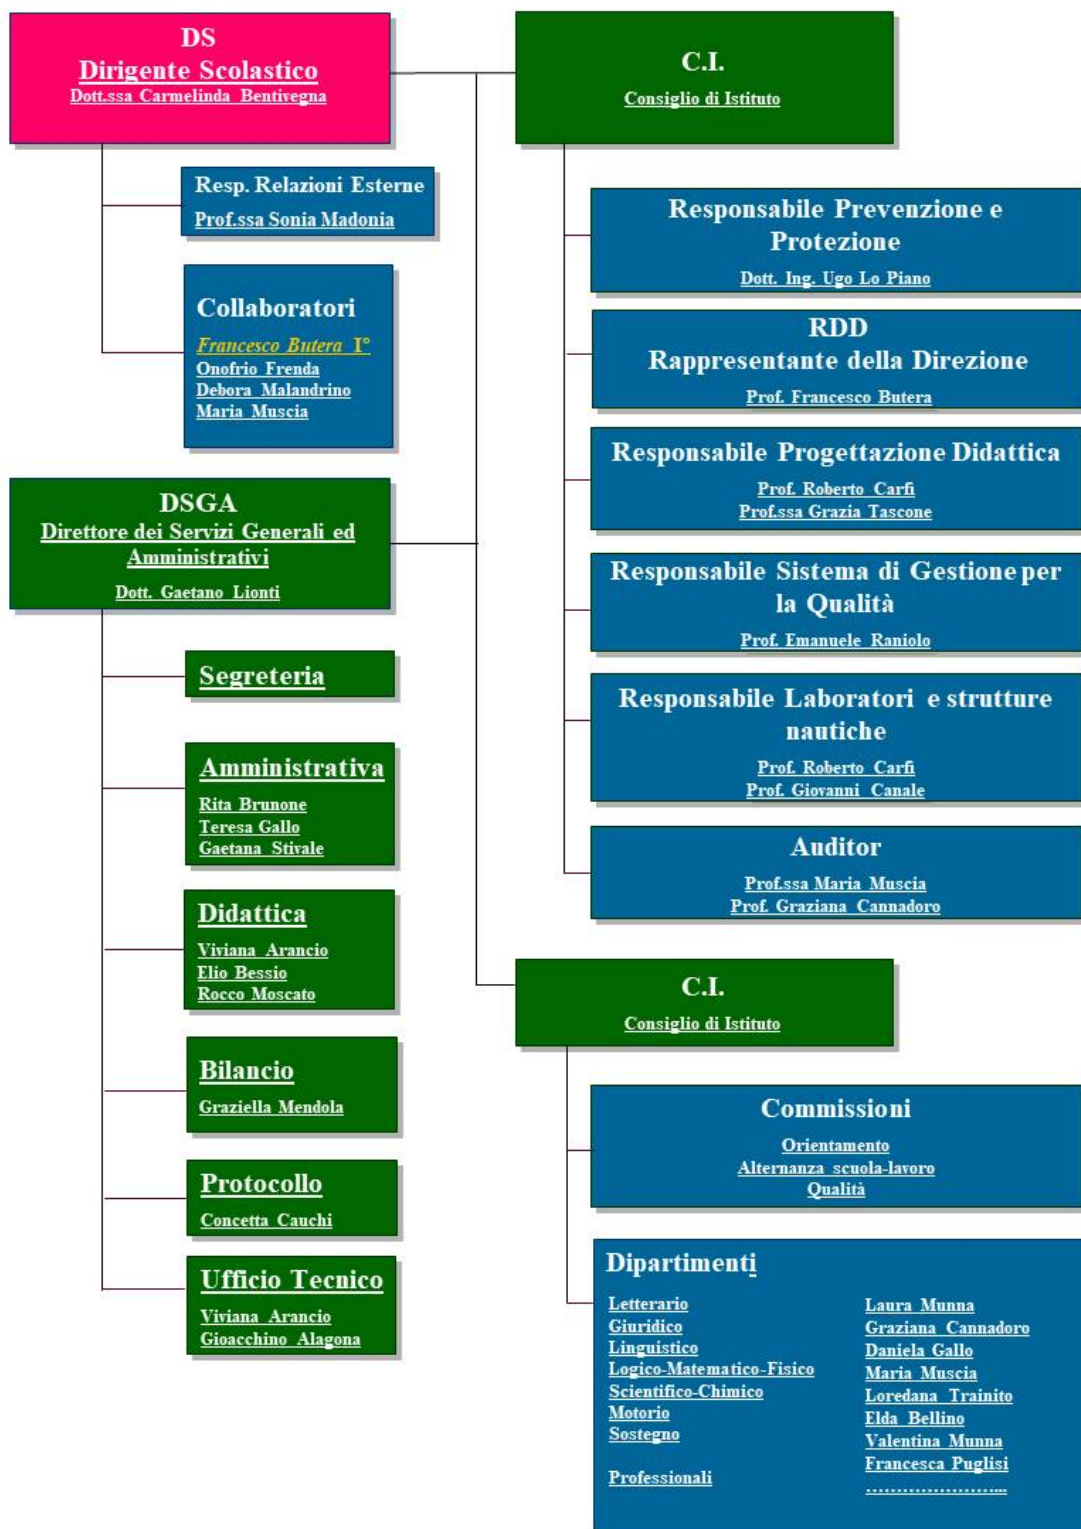 DS
Dirigente Scolastico
Dott.ssa Carmelinda Bentivegna
Resp. Relazioni Esterne
Prof.ssa Sonia Madonia
Collaboratori
Francesco Butera I°
Onofrio Frenda
Debora Malandrino
Maria Muscia
DSGA
Direttore dei Servizi Generali ed
Amministrativi
Dott. Gaetano Lionti
Segreteria
Amministrativa
Rita Brunone
Teresa Gallo
Gaetana Stivale
Didattica
Viviana Arancio
Elio Bessio
Rocco Moscato
Bilancio
Graziella Mendola
Protocollo
Concetta Cauchi
Ufficio Tecnico
Viviana Arancio
Gioacchino Alagona
C.I.
Consiglio di Istituto
Responsabile Prevenzione e
Protezione
Dott. Ing. Ugo Lo Piano
RDD
Rappresentante della Direzione
Prof. Francesco Butera
Responsabile Progettazione Didattica
Prof. Roberto Carfì
Prof.ssa Grazia Tascone
Responsabile Sistema di Gestione per
la Qualità
Prof. Emanuele Raniolo
Responsabile Laboratori e strutture
nautiche
Prof. Roberto Carfì
Prof. Giovanni Canale
Auditor
Prof.ssa Maria Muscia
Prof. Graziana Cannadoro
C.I.
Consiglio di Istituto
Commissioni
Orientamento
Alternanza scuola-lavoro
Qualità
Dipartimenti
Letterario
Giuridico
Linguistico
Logico-Matematico-Fisico
Scientifico-Chimico
Motorio
Sostegno
Professionali
Laura Munna
Graziana Cannadoro
Daniela Gallo
Maria Muscia
Loredana Trainito
Elda Bellino
Valentina Munna
Francesca Puglisi
……………………...